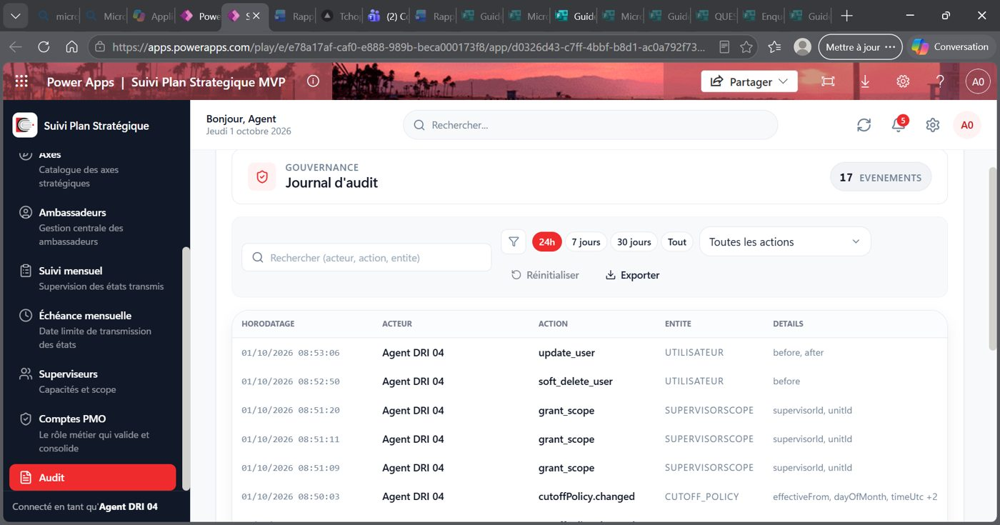 micro
Micro
Appli
Powe
S
Rapp
Tchop
(2) C
Rapp
Guid
Micro
Guide
Micro
Guide
QUES
Enqu
Guide
https://apps.powerapps.com/play/e/e78a17af-caf0-e888-989b-beca000173f8/app/d0326d43-c7ff-4bbf-b8d1-ac0a792f73...
Mettre à jour
Conversation
Power Apps | Suivi Plan Strategique MVP
Partager
A0
Suivi Plan Stratégique
Axes
Catalogue des axes
stratégiques
Ambassadeurs
Gestion centrale des
ambassadeurs
Suivi mensuel
Supervision des états transmis
Échéance mensuelle
Date limite de transmission
des états
Superviseurs
Capacités et scope
Comptes PMO
Le rôle métier qui valide et
consolide
Audit
Connecté en tant qu'Agent DRI 04
Bonjour, Agent
Jeudi 1 octobre 2026
Rechercher...
5
A0
GOUVERNANCE
Journal d'audit
17 EVENEMENTS
Rechercher (acteur, action, entite)
24h 7 jours 30 jours Tout Toutes les actions
Réinitialiser Exporter
HORODATAGE ACTEUR ACTION ENTITE DETAILS
01/10/2026 08:53:06 Agent DRI 04 update_user UTILISATEUR before, after
01/10/2026 08:52:50 Agent DRI 04 soft_delete_user UTILISATEUR before
01/10/2026 08:51:20 Agent DRI 04 grant_scope SUPERVISORSCOPE supervisorId, unitId
01/10/2026 08:51:11 Agent DRI 04 grant_scope SUPERVISORSCOPE supervisorId, unitId
01/10/2026 08:51:09 Agent DRI 04 grant_scope SUPERVISORSCOPE supervisorId, unitId
01/10/2026 08:50:03 Agent DRI 04 cutoffPolicy.changed CUTOFF_POLICY effectiveFrom, dayOfMonth, timeUtc +2